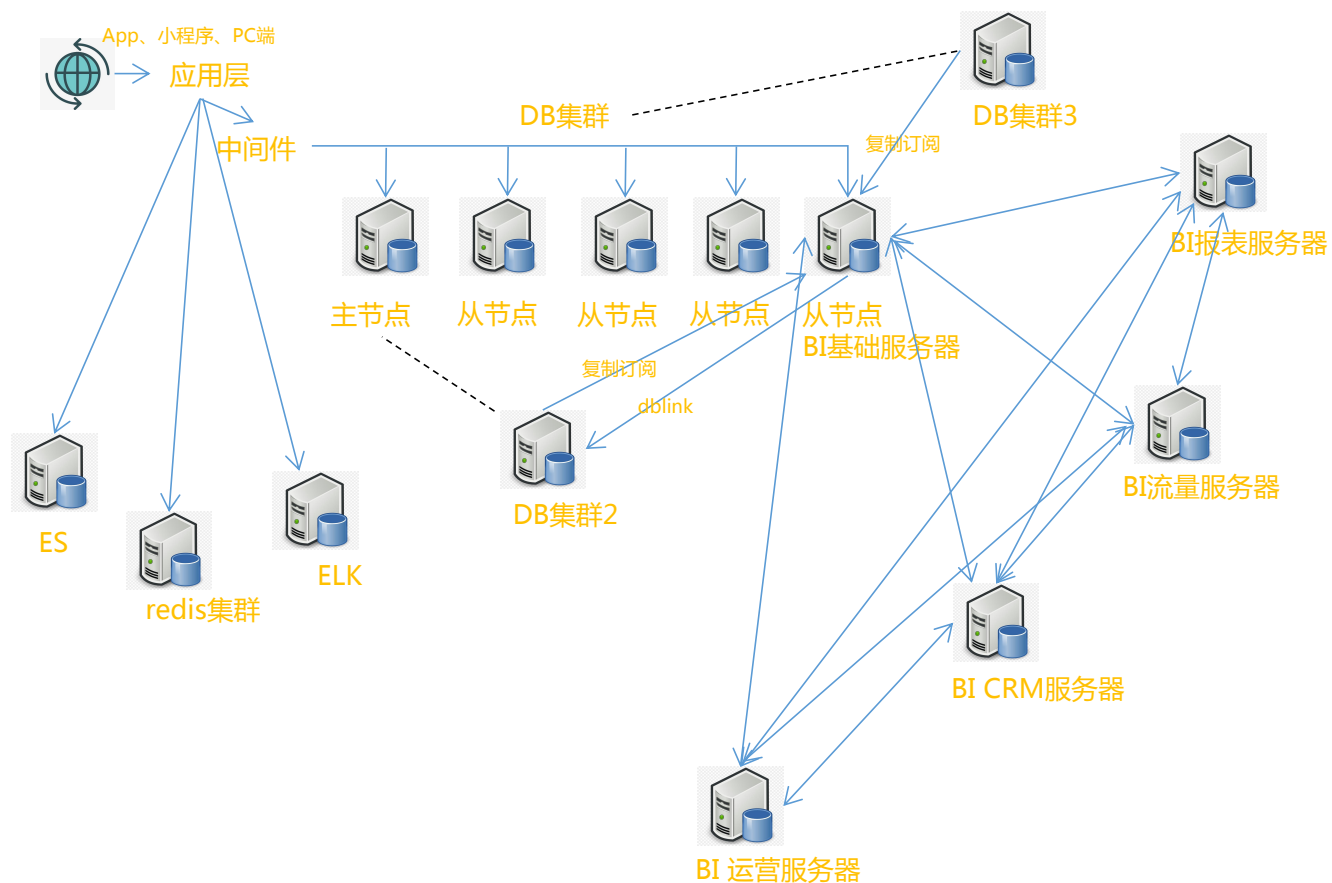 App、小程序、PC端
应用层
中间件
DB集群
DB集群3
复制订阅
BI报表服务器
主节点
从节点
从节点
从节点
从节点
BI基础服务器
复制订阅
dblink
DB集群2
BI流量服务器
ES
redis集群
ELK
BI CRM服务器
BI 运营服务器